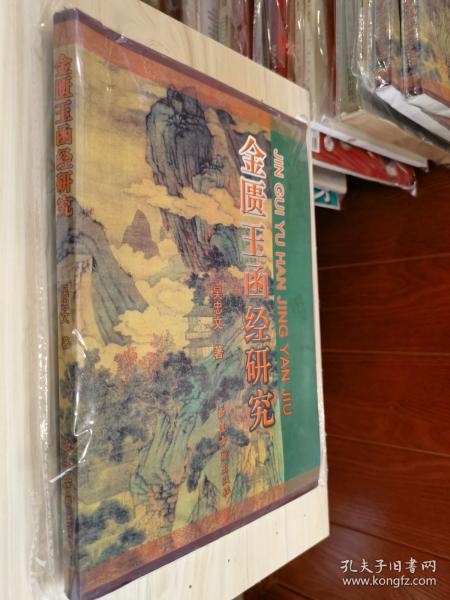 金匮玉函经研究
金匮玉函经研究
JIN GUI YU HAN JING YAN JIU
吴忠文 著
孔夫子旧书网
www.kongfz.com